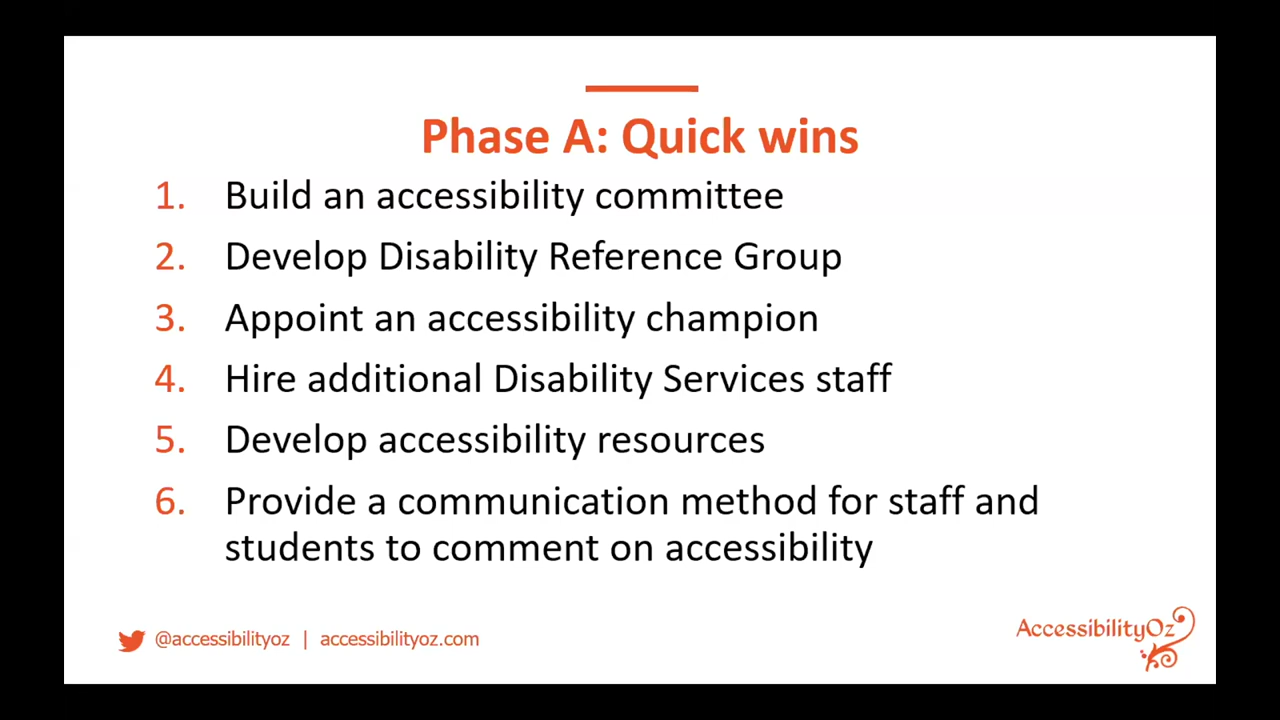 Phase A: Quick wins
1. Build an accessibility committee
2. Develop Disability Reference Group
3. Appoint an accessibility champion
4. Hire additional Disability Services staff
5. Develop accessibility resources
6. Provide a communication method for staff and
students to comment on accessibility
@accessibilityoz | accessibilityoz.com
AccessibilityOz